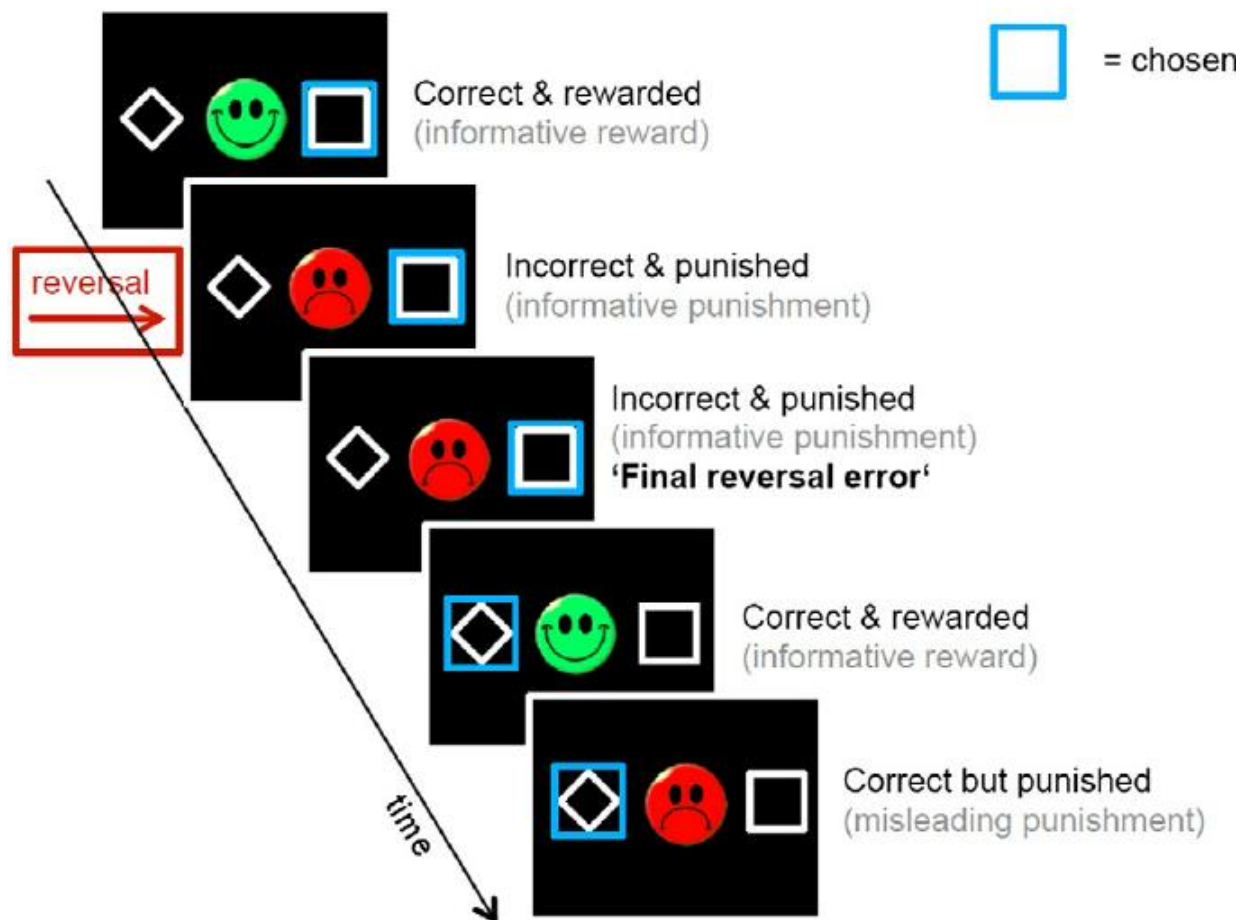 = chosen
Correct & rewarded
(informative reward)
reversal
Incorrect & punished
(informative punishment)
Incorrect & punished
(informative punishment)
‘Final reversal error‘
Correct & rewarded
(informative reward)
Correct but punished
(misleading punishment)
time